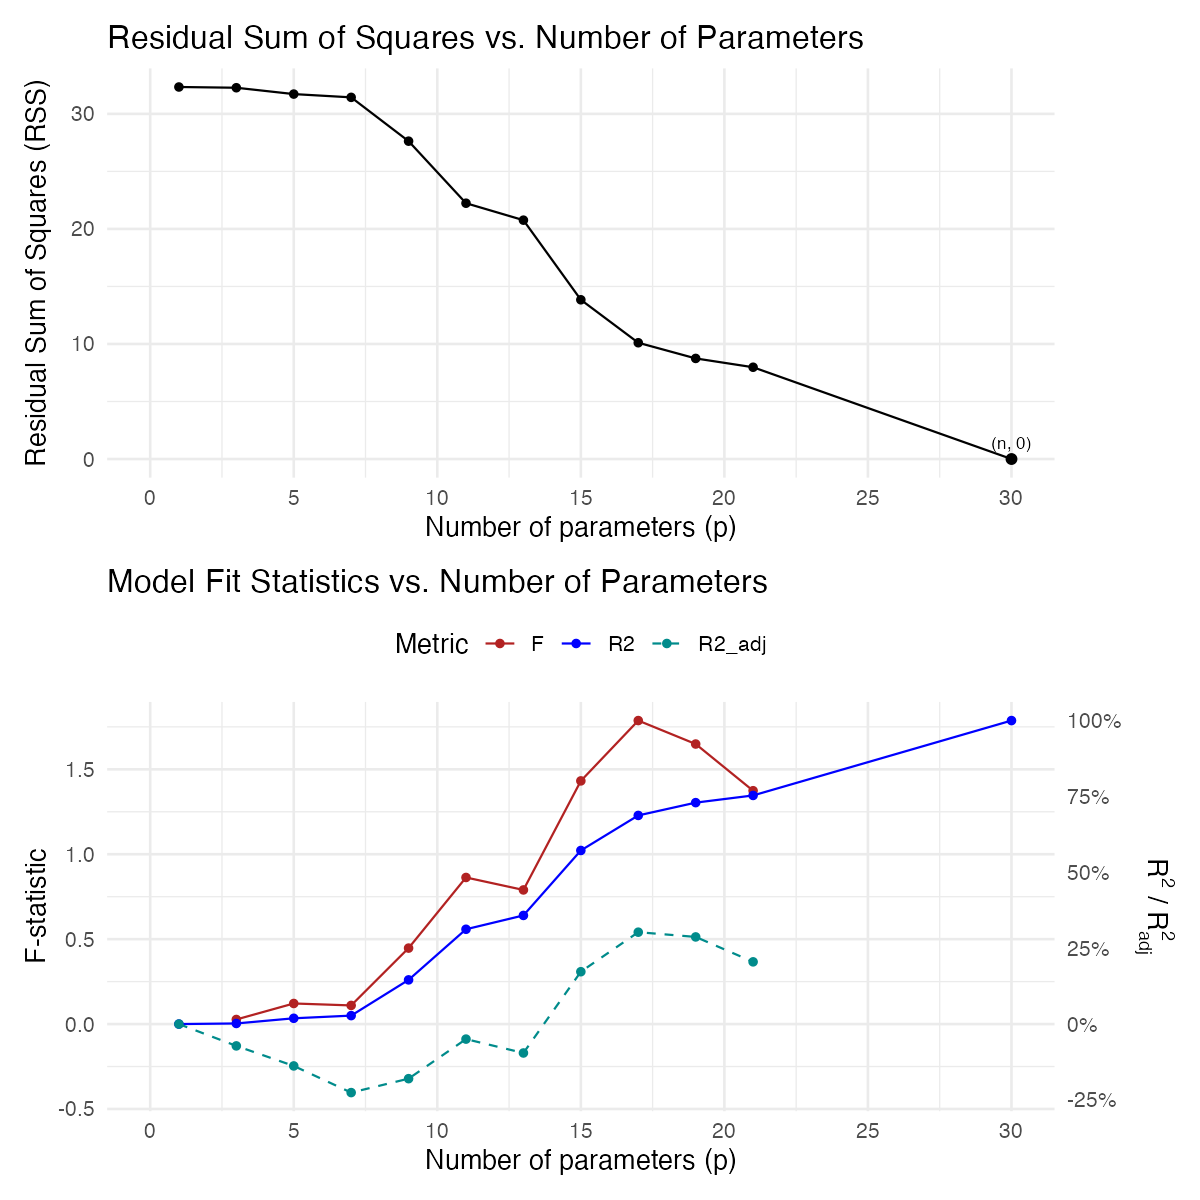 Residual Sum of Squares vs. Number of Parameters
Residual Sum of Squares (RSS)
30
20
10
0
(n, 0)
0 5 10 15 20 25 30
Number of parameters (p)
Model Fit Statistics vs. Number of Parameters
Metric F R2 R2_adj
F-statistic
1.5
1.0
0.5
0.0
-0.5
100%
75%
50%
25%
0%
-25%
R² / R²adj
0 5 10 15 20 25 30
Number of parameters (p)